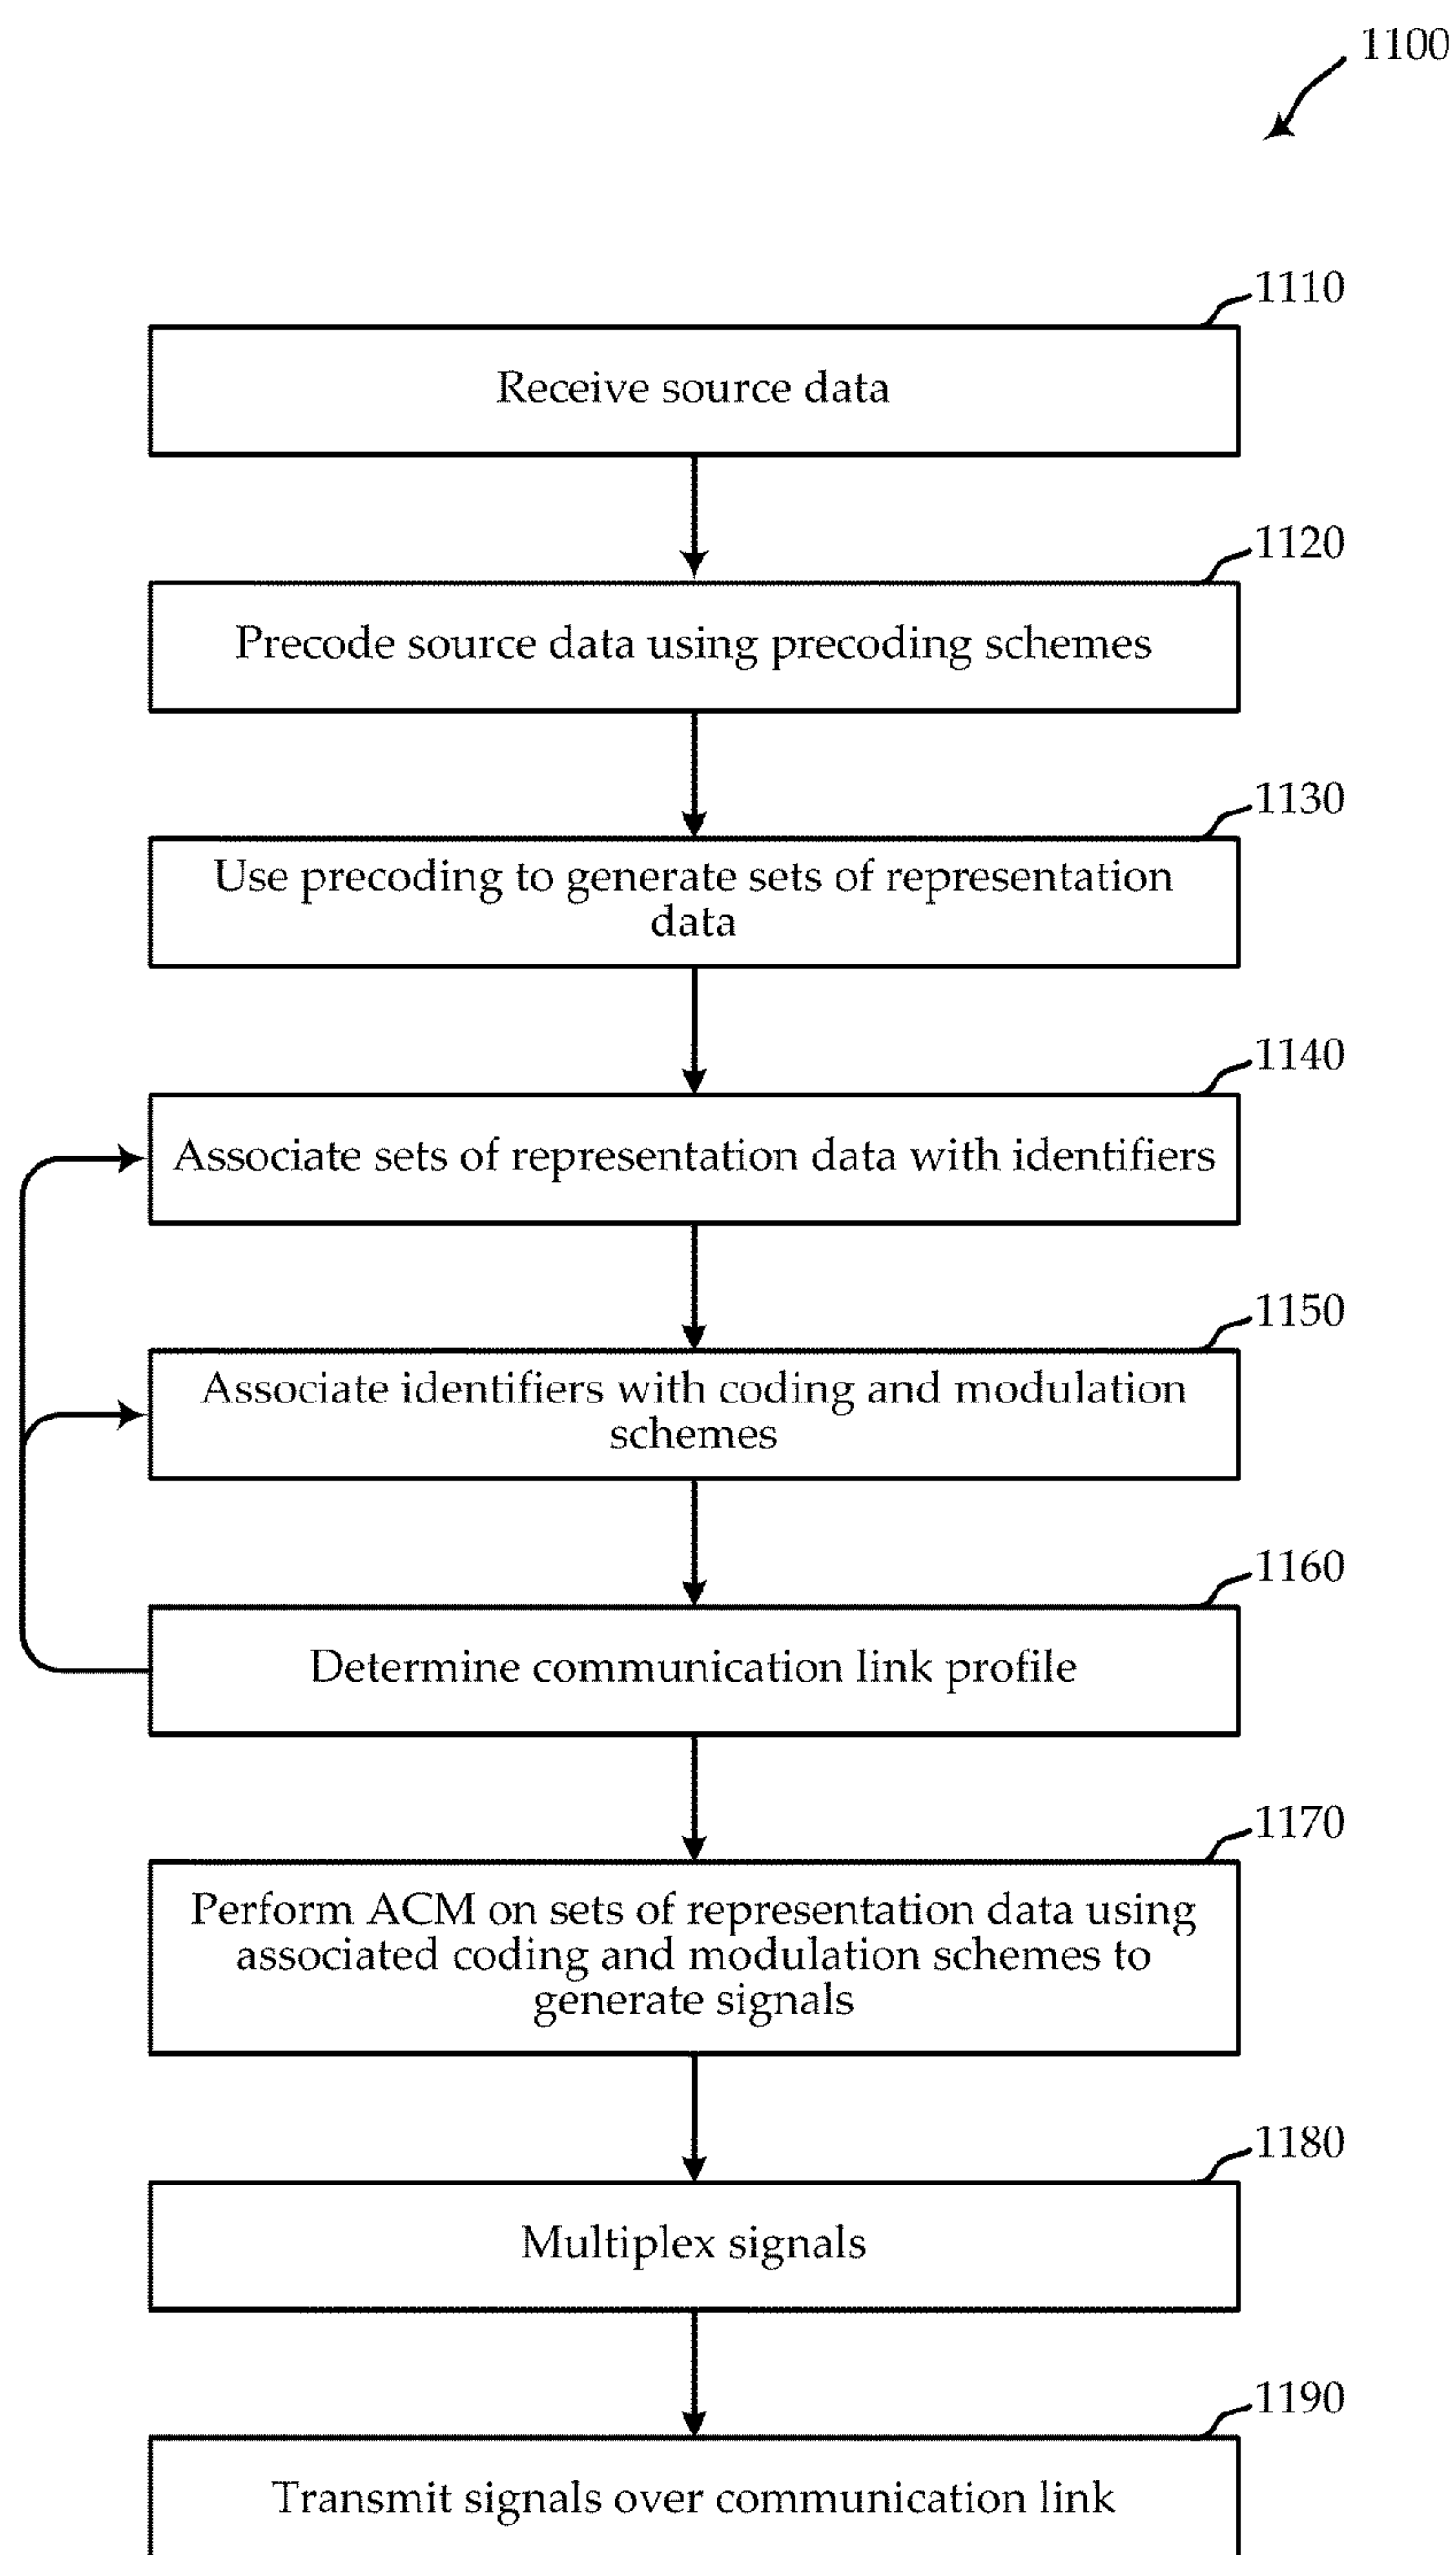 1100
1110
Receive source data
1120
Precode source data using precoding schemes
1130
Use precoding to generate sets of representation
data
1140
Associate sets of representation data with identifiers
1150
Associate identifiers with coding and modulation
schemes
1160
Determine communication link profile
1170
Perform ACM on sets of representation data using
associated coding and modulation schemes to
generate signals
1180
Multiplex signals
1190
Transmit signals over communication link